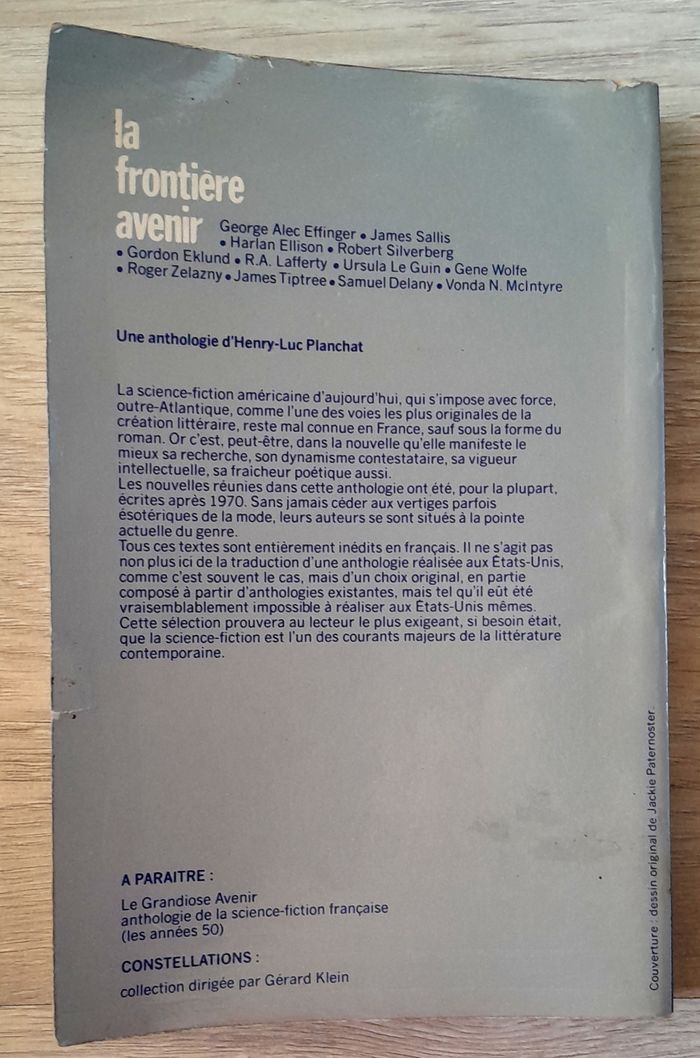 la
frontière
avenir
George Alec Effinger • James Sallis
• Harlan Ellison • Robert Silverberg
• Gordon Eklund • R.A. Lafferty • Ursula Le Guin • Gene Wolfe
• Roger Zelazny • James Tiptree • Samuel Delany • Vonda N. McIntyre
Une anthologie d'Henry-Luc Planchat
La science-fiction américaine d'aujourd'hui, qui s'impose avec force,
outre-Atlantique, comme l'une des voies les plus originales de la
création littéraire, reste mal connue en France, sauf sous la forme du
roman. Or c'est, peut-être, dans la nouvelle qu'elle manifeste le
mieux sa recherche, son dynamisme contestataire, sa vigueur
intellectuelle, sa fraicheur poétique aussi.
Les nouvelles réunies dans cette anthologie ont été, pour la plupart,
écrites après 1970. Sans jamais céder aux vertiges parfois
ésotériques de la mode, leurs auteurs se sont situés à la pointe
actuelle du genre.
Tous ces textes sont entièrement inédits en français. Il ne s'agit pas
non plus ici de la traduction d'une anthologie réalisée aux États-Unis,
comme c'est souvent le cas, mais d'un choix original, en partie
composé à partir d'anthologies existantes, mais tel qu'il eût été
vraisemblablement impossible à réaliser aux États-Unis mêmes.
Cette sélection prouvera au lecteur le plus exigeant, si besoin était,
que la science-fiction est l'un des courants majeurs de la littérature
contemporaine.
A PARAITRE :
Le Grandiose Avenir
anthologie de la science-fiction française
(les années 50)
CONSTELLATIONS :
collection dirigée par Gérard Klein
Couverture : dessin original de Jackie Paternoster.